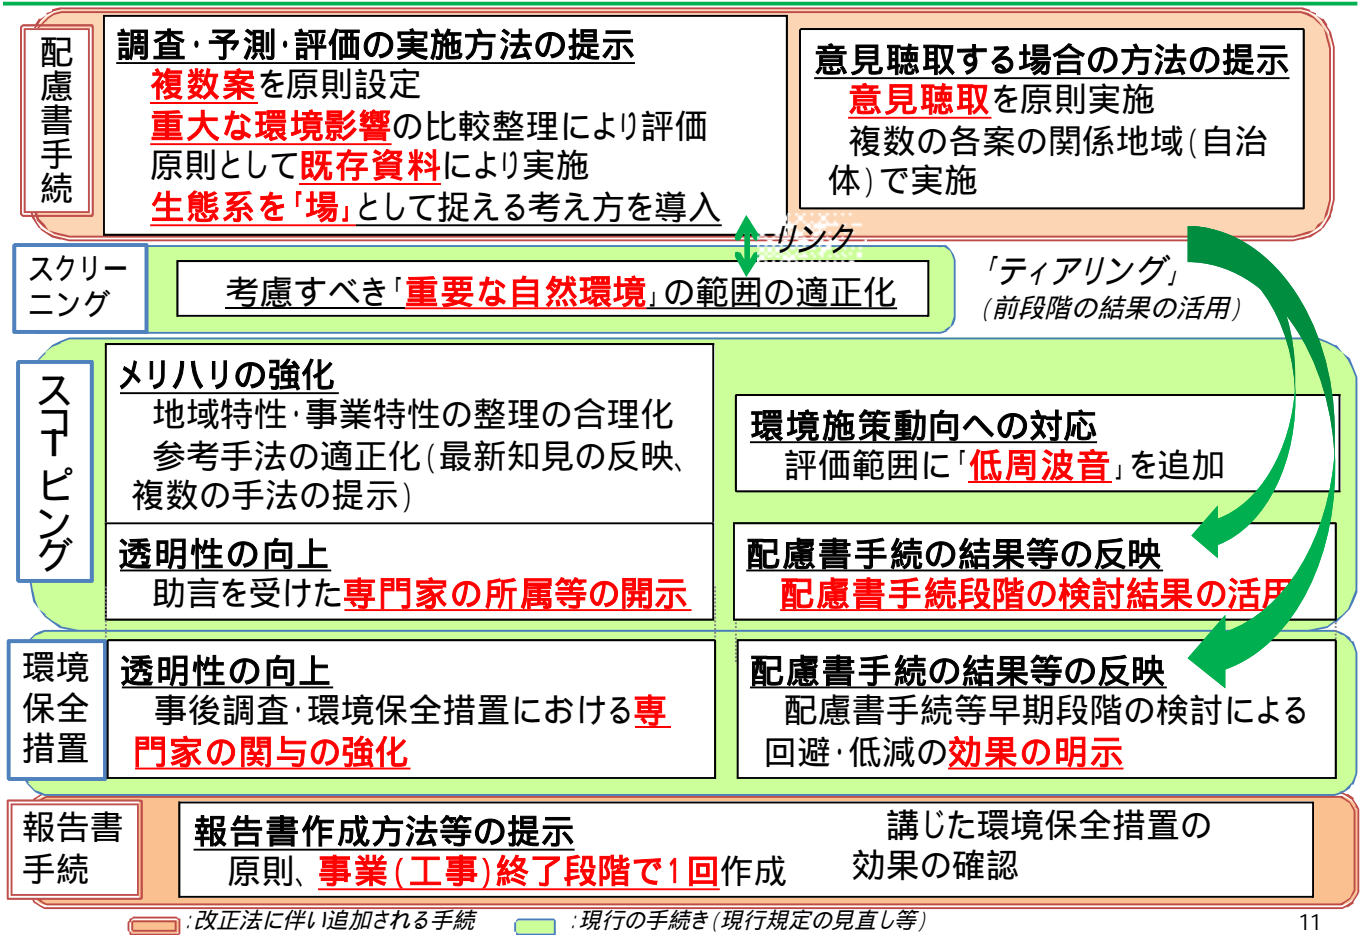 配慮書手続
調査・予測・評価の実施方法の提示
複数案を原則設定
重大な環境影響の比較整理により評価
原則として既存資料により実施
生態系を「場」として捉える考え方を導入
意見聴取する場合の方法の提示
意見聴取を原則実施
複数の各案の関係地域(自治
体)で実施
リンク
スクリー
ニング
考慮すべき「重要な自然環境」の範囲の適正化
「ティアリング」
(前段階の結果の活用)
スコーピング
メリハリの強化
地域特性・事業特性の整理の合理化
参考手法の適正化(最新知見の反映、
複数の手法の提示)
環境施策動向への対応
評価範囲に「低周波音」を追加
透明性の向上
助言を受けた専門家の所属等の開示
配慮書手続の結果等の反映
配慮書手続段階の検討結果の活用
環境
保全
措置
透明性の向上
事後調査・環境保全措置における専
門家の関与の強化
配慮書手続の結果等の反映
配慮書手続等早期段階の検討による
回避・低減の効果の明示
報告書
手続
報告書作成方法等の提示
原則、事業(工事)終了段階で1回作成
講じた環境保全措置の
効果の確認
:改正法に伴い追加される手続
:現行の手続き(現行規定の見直し等)
11